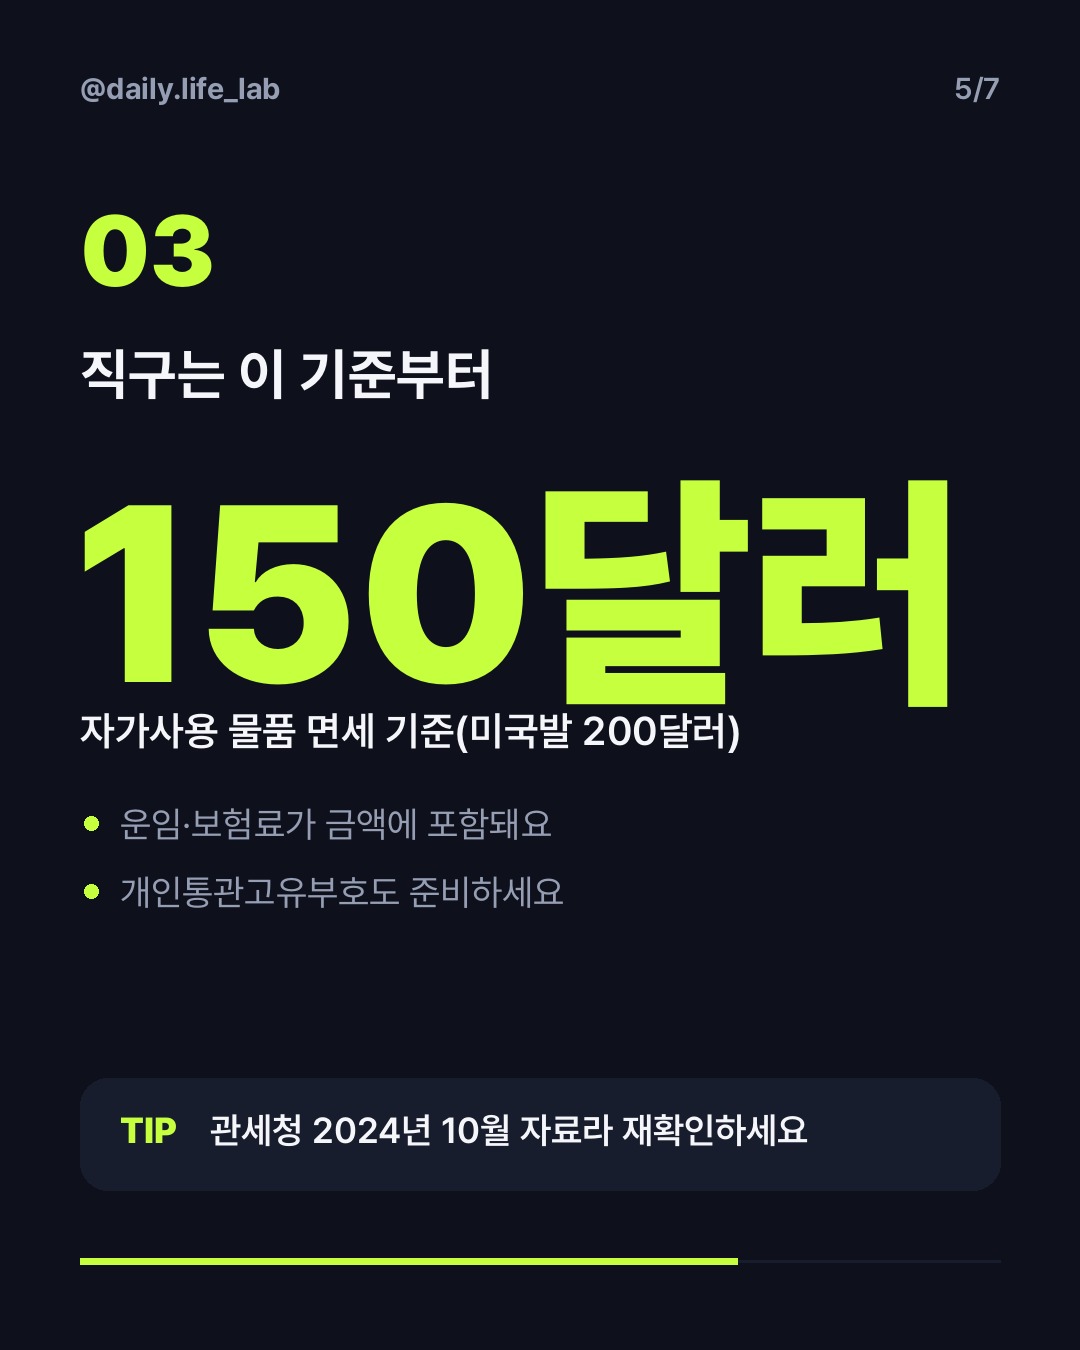 @daily.life_lab
5/7
03
직구는 이 기준부터
150달러
자가사용 물품 면세 기준(미국발 200달러)
운임·보험료가 금액에 포함돼요
개인통관고유부호도 준비하세요
TIP 관세청 2024년 10월 자료라 재확인하세요